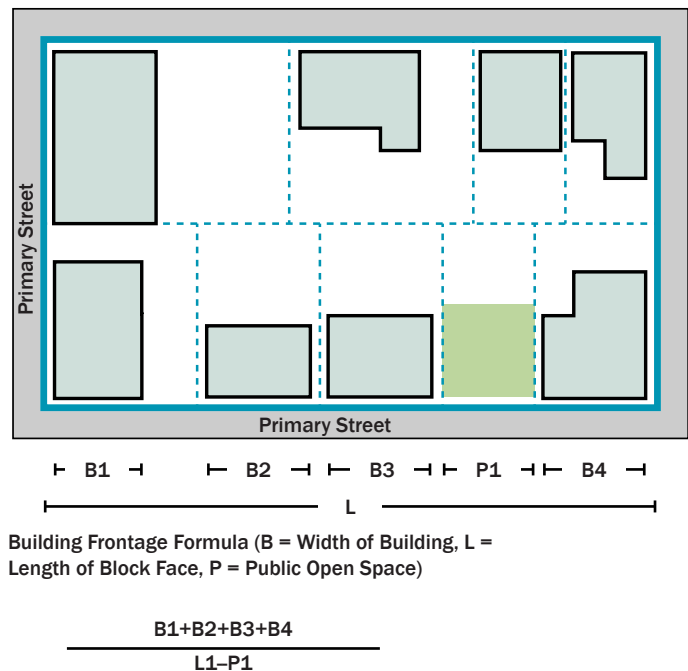 Primary Street
Primary Street
B1 B2 B3 P1 B4
L
Building Frontage Formula (B = Width of Building, L =
Length of Block Face, P = Public Open Space)
B1+B2+B3+B4
L1–P1